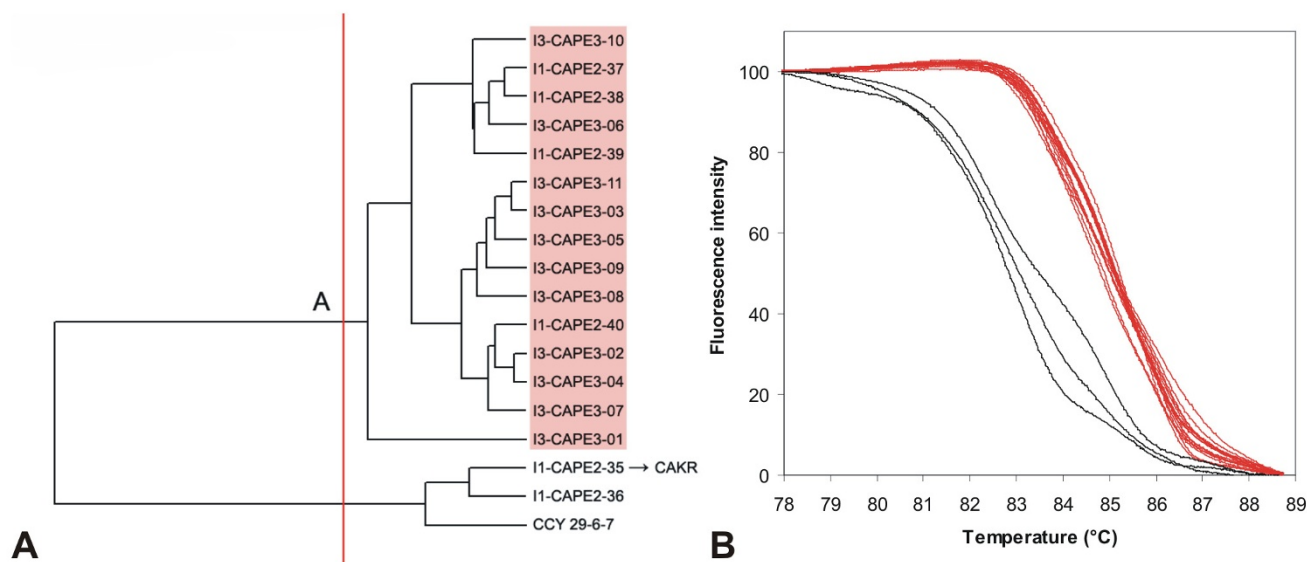 A
I3-CAPE3-10
I1-CAPE2-37
I1-CAPE2-38
I3-CAPE3-06
I1-CAPE2-39
I3-CAPE3-11
I3-CAPE3-03
I3-CAPE3-05
I3-CAPE3-09
I3-CAPE3-08
I1-CAPE2-40
I3-CAPE3-02
I3-CAPE3-04
I3-CAPE3-07
I3-CAPE3-01
I1-CAPE2-35 → CAKR
I1-CAPE2-36
CCY 29-6-7
A
Fluorescence intensity
100
80
60
40
20
0
78 79 80 81 82 83 84 85 86 87 88 89
Temperature (°C)
B